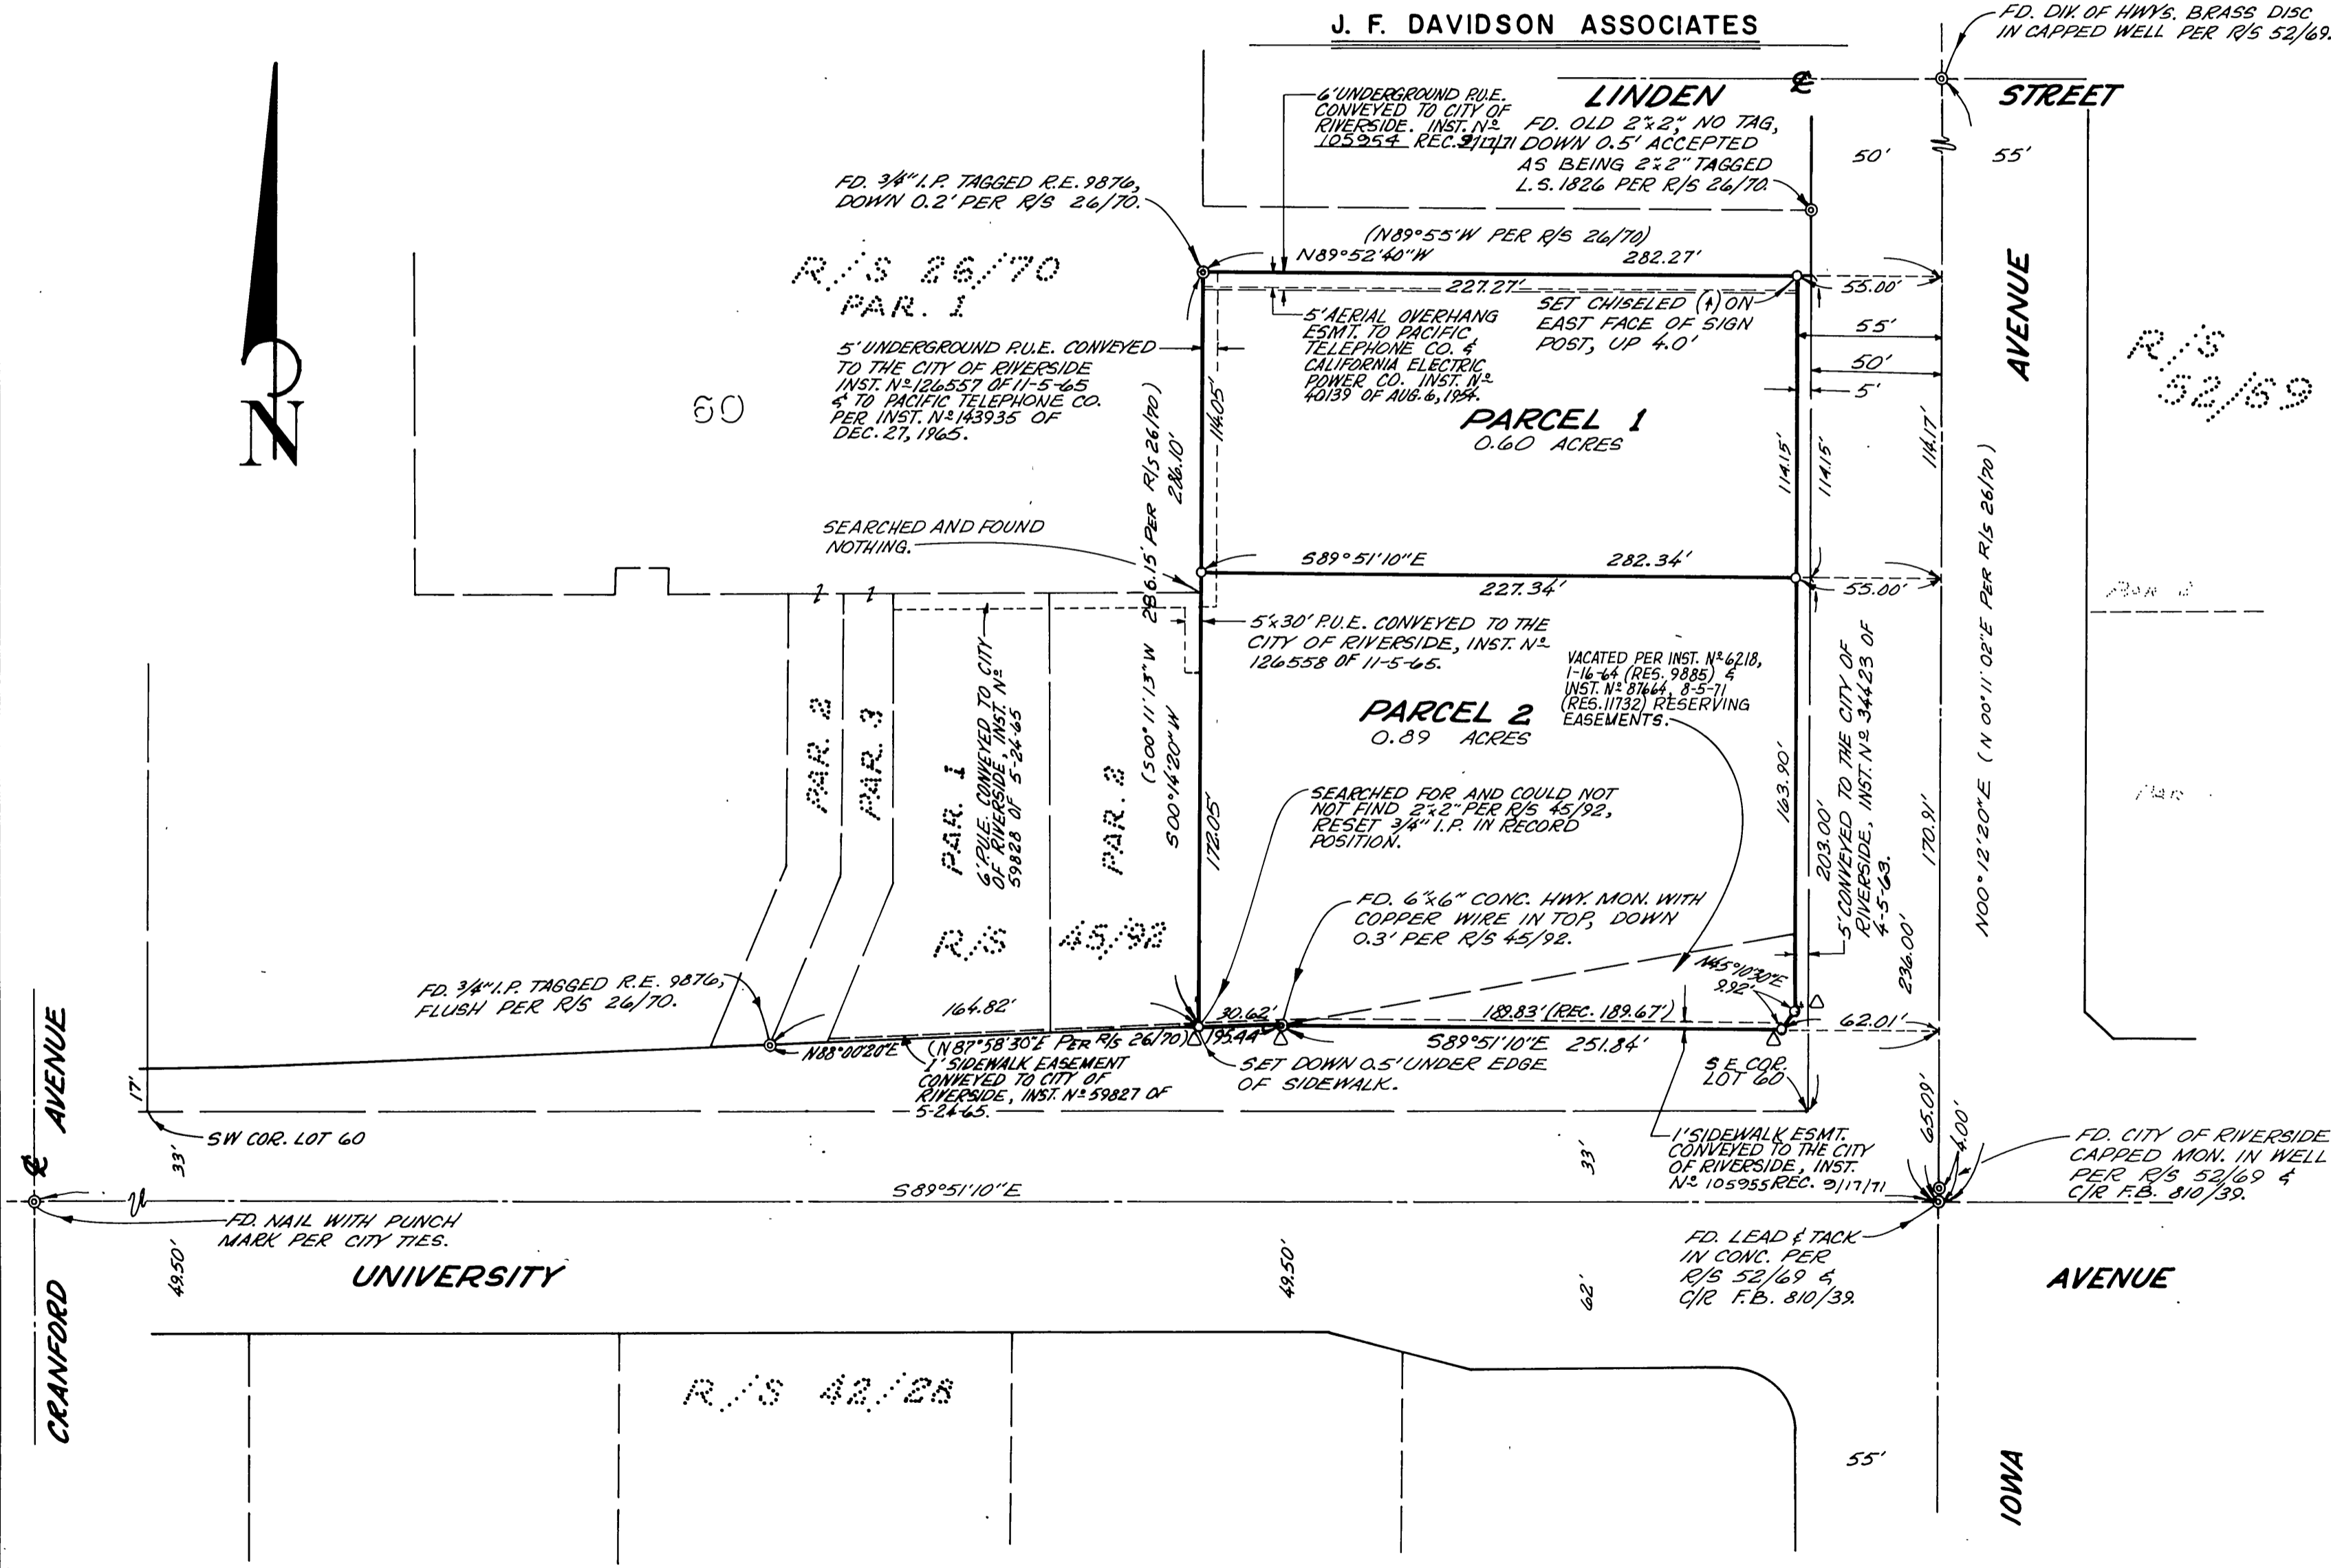 J. F. DAVIDSON ASSOCIATES
FD. DIV. OF HWYS. BRASS DISC
IN CAPPED WELL PER R/S 52/69.
LINDEN
℄
STREET
6' UNDERGROUND P.U.E.
CONVEYED TO CITY OF
RIVERSIDE. INST. Nº
105954 REC. 9/17/71
FD. OLD 2"x2", NO TAG,
DOWN 0.5' ACCEPTED
AS BEING 2"x2" TAGGED
L.S. 1826 PER R/S 26/70.
50'
55'
FD. 3/4" I.P. TAGGED R.E. 9876,
DOWN 0.2' PER R/S 26/70.
(N89°55'W PER R/S 26/70)
N89°52'40"W
282.27'
227.27'
55.00'
R/S 26/70
PAR. 1
SET CHISELED (↑) ON
EAST FACE OF SIGN
POST, UP 4.0'
5' AERIAL OVERHANG
ESMT. TO PACIFIC
TELEPHONE CO. &
CALIFORNIA ELECTRIC
POWER CO. INST. Nº
40139 OF AUG. 6, 1954.
55'
50'
5'
AVENUE
R/S
52/69
5' UNDERGROUND P.U.E. CONVEYED
TO THE CITY OF RIVERSIDE
INST. Nº 126557 OF 11-5-65
& TO PACIFIC TELEPHONE CO.
PER INST. Nº 143935 OF
DEC. 27, 1965.
60
N
PARCEL 1
0.60 ACRES
114.05'
286.10'
(S00°11'13"W 286.15' PER R/S 26/70)
S00°14'20"W
114.15'
114.15'
114.17'
N00°12'20"E (N 00°11'02"E PER R/S 26/70)
SEARCHED AND FOUND
NOTHING.
S89°51'10"E
282.34'
227.34'
55.00'
PAR. 2
PAR.
5'x30' P.U.E. CONVEYED TO THE
CITY OF RIVERSIDE, INST. Nº
126558 OF 11-5-65.
VACATED PER INST. Nº 6218,
1-16-64 (RES. 9885) &
INST. Nº 87664, 8-5-71
(RES. 11732) RESERVING
EASEMENTS.
PARCEL 2
0.89 ACRES
PAR. 2
PAR. 3
PAR. 1
6' P.U.E. CONVEYED TO CITY
OF RIVERSIDE, INST. Nº
59828 OF 5-24-65
PAR. 2
172.05'
163.90'
203.00'
5' CONVEYED TO THE CITY OF
RIVERSIDE, INST. Nº 34423 OF
4-5-63.
170.91'
236.00'
SEARCHED FOR AND COULD NOT
NOT FIND 2"x2" PER R/S 45/92,
RESET 3/4" I.P. IN RECORD
POSITION.
FD. 6"x6" CONC. HWY. MON. WITH
COPPER WIRE IN TOP, DOWN
0.3' PER R/S 45/92.
R/S 45/92
N45°10'30"E
9.92'
FD. 3/4" I.P. TAGGED R.E. 9876,
FLUSH PER R/S 26/70.
164.82'
30.62'
189.83' (REC. 189.67')
62.01'
N88°00'20"E
(N87°58'30"E PER R/S 26/70)
195.44'
S89°51'10"E 251.84'
1' SIDEWALK EASEMENT
CONVEYED TO CITY OF
RIVERSIDE, INST. Nº 59827 OF
5-24-65.
SET DOWN 0.5' UNDER EDGE
OF SIDEWALK.
S E COR.
LOT 60
℄ AVENUE
17'
SW COR. LOT 60
33'
33'
1' SIDEWALK ESMT.
CONVEYED TO THE CITY
OF RIVERSIDE, INST.
Nº 105955 REC. 9/17/71
65.09'
4.00'
FD. CITY OF RIVERSIDE
CAPPED MON. IN WELL
PER R/S 52/69 &
C/R F.B. 810/39.
S89°51'10"E
FD. NAIL WITH PUNCH
MARK PER CITY TIES.
FD. LEAD & TACK
IN CONC. PER
R/S 52/69 &
C/R F.B. 810/39.
49.50'
49.50'
62'
UNIVERSITY
AVENUE
CRANFORD
R/S 42/28
55'
IOWA